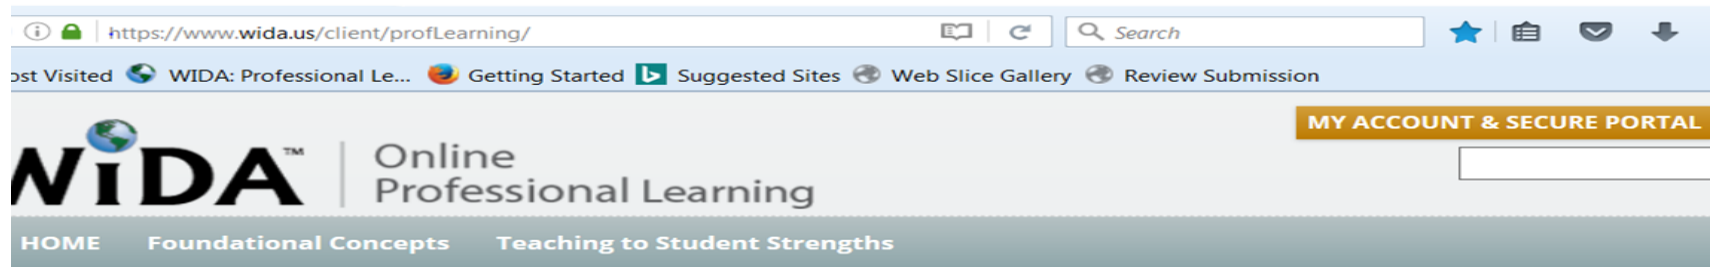 https://www.wida.us/client/profLearning/ Search
ost Visited WIDA: Professional Le... Getting Started Suggested Sites Web Slice Gallery Review Submission
MY ACCOUNT & SECURE PORTAL
WiDA™ Online
Professional Learning
HOME Foundational Concepts Teaching to Student Strengths